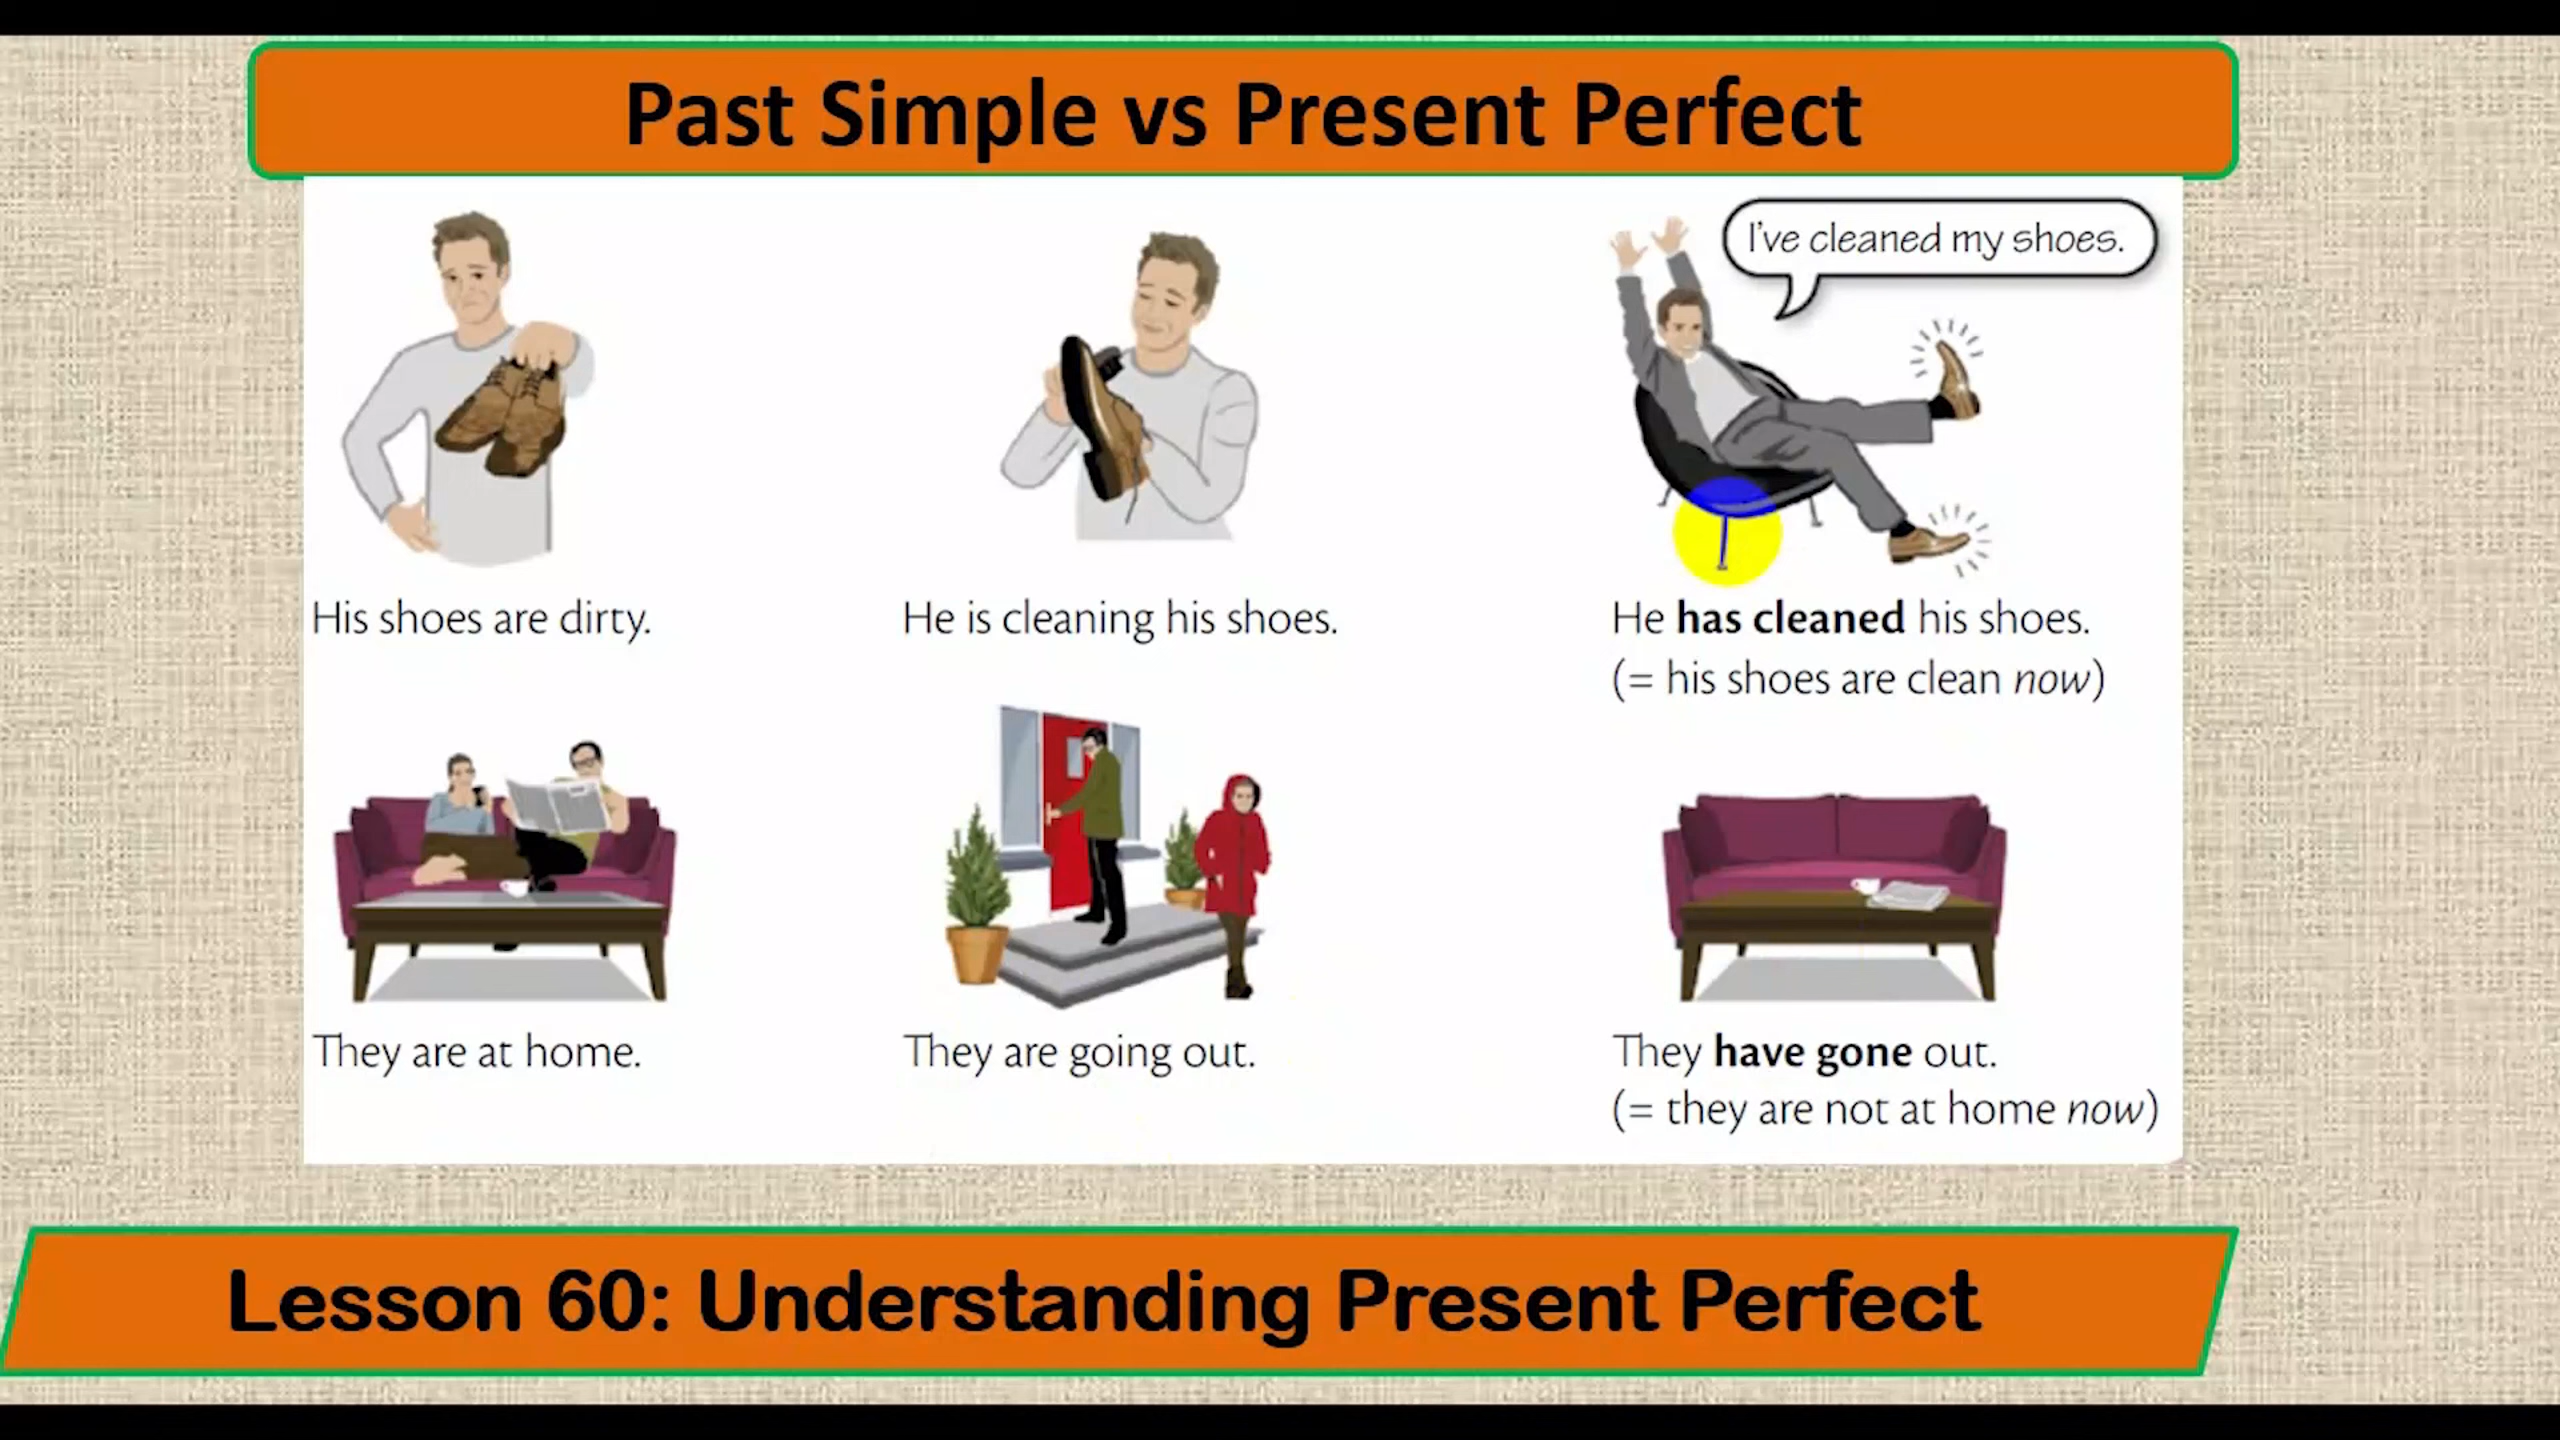 Past Simple vs Present Perfect
I've cleaned my shoes.
His shoes are dirty.
He is cleaning his shoes.
He has cleaned his shoes.
(= his shoes are clean now)
They are at home.
They are going out.
They have gone out.
(= they are not at home now)
Lesson 60: Understanding Present Perfect